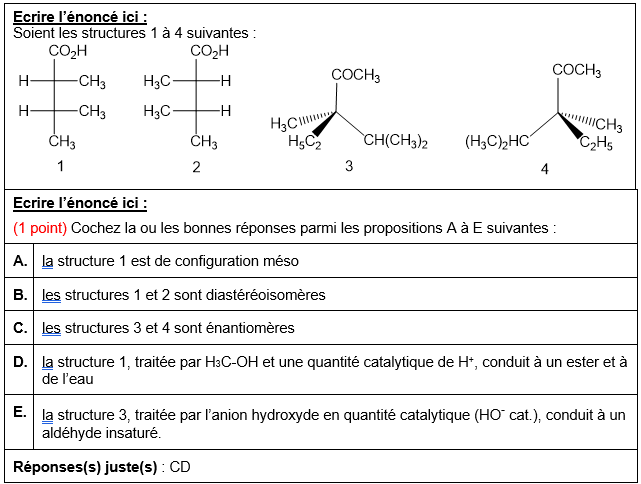 Ecrire l’énoncé ici :
Soient les structures 1 à 4 suivantes :
CO₂H
H CH₃
H CH₃
CH₃
1
CO₂H
H₃C H
H₃C H
CH₃
2
COCH₃
H₃C
H₅C₂ CH(CH₃)₂
3
COCH₃
CH₃
(H₃C)₂HC C₂H₅
4
Ecrire l’énoncé ici :
(1 point) Cochez la ou les bonnes réponses parmi les propositions A à E suivantes :
A. la structure 1 est de configuration méso
B. les structures 1 et 2 sont diastéréoisomères
C. les structures 3 et 4 sont énantiomères
D. la structure 1, traitée par H₃C-OH et une quantité catalytique de H⁺, conduit à un ester et à
de l’eau
E. la structure 3, traitée par l’anion hydroxyde en quantité catalytique (HO⁻ cat.), conduit à un
aldéhyde insaturé.
Réponses(s) juste(s) : CD